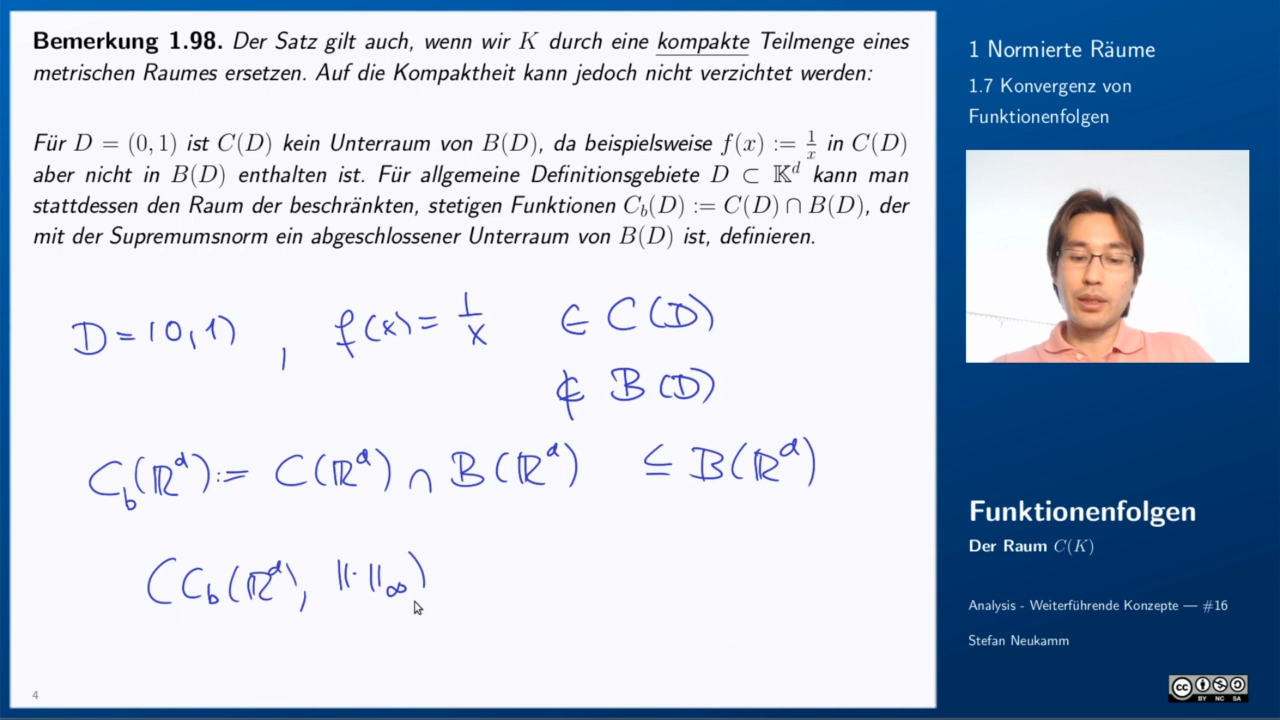 Bemerkung 1.98. Der Satz gilt auch, wenn wir K durch eine kompakte Teilmenge eines
metrischen Raumes ersetzen. Auf die Kompaktheit kann jedoch nicht verzichtet werden:
Für D = (0, 1) ist C(D) kein Unterraum von B(D), da beispielsweise f(x) := 1/x in C(D)
aber nicht in B(D) enthalten ist. Für allgemeine Definitionsgebiete D ⊂ 𝕂^d kann man
stattdessen den Raum der beschränkten, stetigen Funktionen C_b(D) := C(D) ∩ B(D), der
mit der Supremumsnorm ein abgeschlossener Unterraum von B(D) ist, definieren.
D = (0,1) , f(x) = 1/x ∈ C(D)
∉ B(D)
C_b(ℝ^d) := C(ℝ^d) ∩ B(ℝ^d) ⊆ B(ℝ^d)
(C_b(ℝ^d), ||·||_∞)
4
1 Normierte Räume
1.7 Konvergenz von
Funktionenfolgen
Funktionenfolgen
Der Raum C(K)
Analysis - Weiterführende Konzepte — #16
Stefan Neukamm
cc
BY NC SA